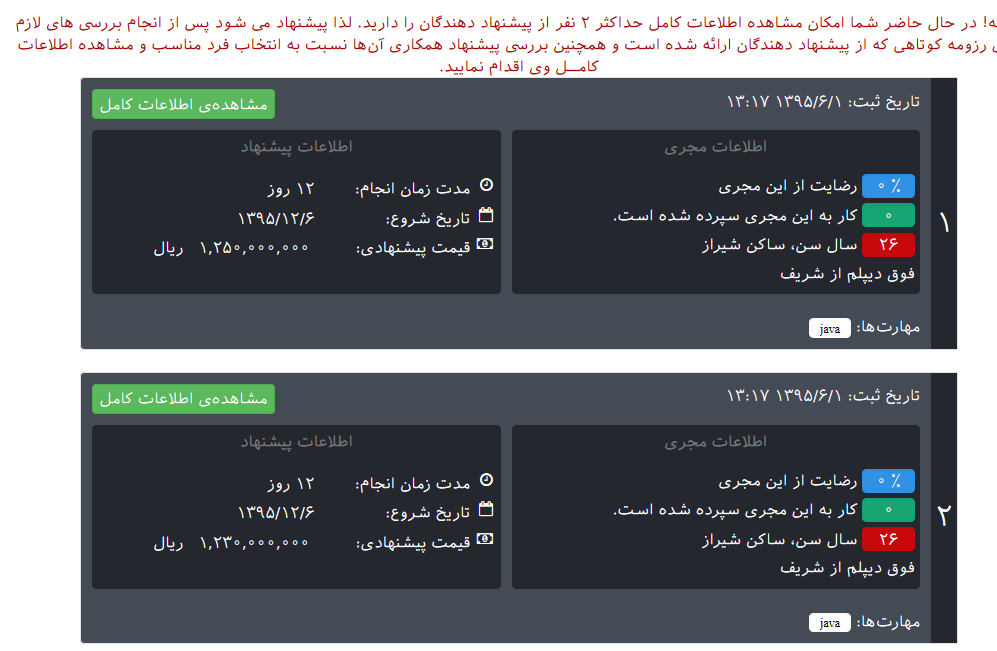 ه! در حال حاضر شما امکان مشاهده اطلاعات کامل حداکثر ۲ نفر از پیشنهاد دهندگان را دارید. لذا پیشنهاد می شود پس از انجام بررسی های لازم
رزومه کوتاهی که از پیشنهاد دهندگان ارائه شده است و همچنین بررسی پیشنهاد همکاری آن‌ها نسبت به انتخاب فرد مناسب و مشاهده اطلاعات
کامــل وی اقدام نمایید.
۱
تاریخ ثبت: ۱۳۹۵/۶/۱ ۱۳:۱۷
مشاهده‌ی اطلاعات کامل
اطلاعات مجری
۰ ٪ رضایت از این مجری
۰ کار به این مجری سپرده شده است.
۲۶ سال سن، ساکن شیراز
فوق دیپلم از شریف
اطلاعات پیشنهاد
مدت زمان انجام: ۱۲ روز
تاریخ شروع: ۱۳۹۵/۱۲/۶
قیمت پیشنهادی: ۱,۲۵۰,۰۰۰,۰۰۰ ریال
مهارت‌ها: java
۲
تاریخ ثبت: ۱۳۹۵/۶/۱ ۱۳:۱۷
مشاهده‌ی اطلاعات کامل
اطلاعات مجری
۰ ٪ رضایت از این مجری
۰ کار به این مجری سپرده شده است.
۲۶ سال سن، ساکن شیراز
فوق دیپلم از شریف
اطلاعات پیشنهاد
مدت زمان انجام: ۱۲ روز
تاریخ شروع: ۱۳۹۵/۱۲/۶
قیمت پیشنهادی: ۱,۲۳۰,۰۰۰,۰۰۰ ریال
مهارت‌ها: java